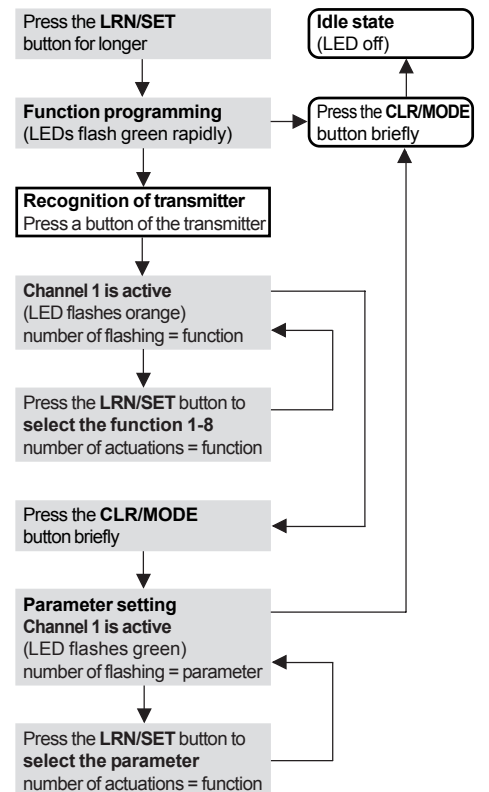 Press the LRN/SET
button for longer
Idle state
(LED off)
Function programming
(LEDs flash green rapidly)
Press the CLR/MODE
button briefly
Recognition of transmitter
Press a button of the transmitter
Channel 1 is active
(LED flashes orange)
number of flashing = function
Press the LRN/SET button to
select the function 1-8
number of actuations = function
Press the CLR/MODE
button briefly
Parameter setting
Channel 1 is active
(LED flashes green)
number of flashing = parameter
Press the LRN/SET button to
select the parameter
number of actuations = function